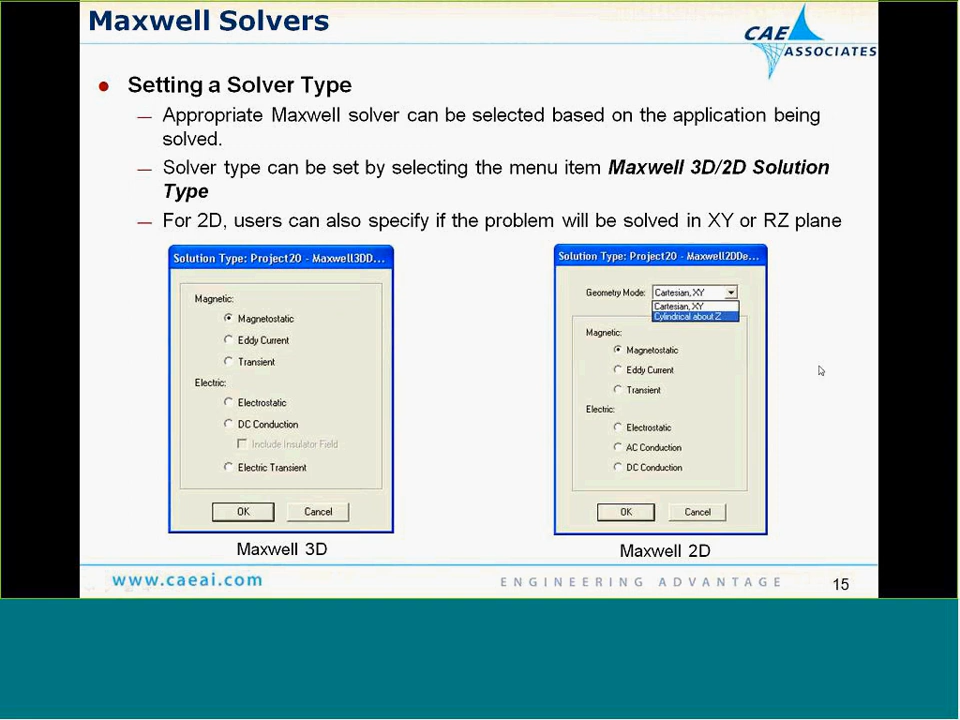 Maxwell Solvers
CAE
ASSOCIATES
Setting a Solver Type
— Appropriate Maxwell solver can be selected based on the application being
solved.
— Solver type can be set by selecting the menu item Maxwell 3D/2D Solution
Type
— For 2D, users can also specify if the problem will be solved in XY or RZ plane
Solution Type: Project20 - Maxwell3DD...
Magnetic:
Magnetostatic
Eddy Current
Transient
Electric:
Electrostatic
DC Conduction
Include Insulator Field
Electric Transient
OK Cancel
Maxwell 3D
Solution Type: Project20 - Maxwell2DDe...
Geometry Mode: Cartesian, XY
Cartesian, XY
Cylindrical about Z
Magnetic:
Magnetostatic
Eddy Current
Transient
Electric:
Electrostatic
AC Conduction
DC Conduction
OK Cancel
Maxwell 2D
www.caeai.com
ENGINEERING ADVANTAGE
15